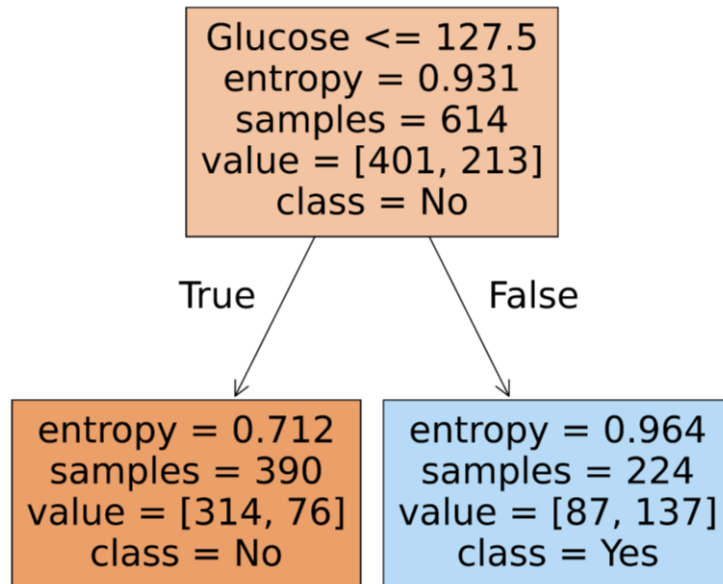 Glucose <= 127.5
entropy = 0.931
samples = 614
value = [401, 213]
class = No
True
False
entropy = 0.712
samples = 390
value = [314, 76]
class = No
entropy = 0.964
samples = 224
value = [87, 137]
class = Yes